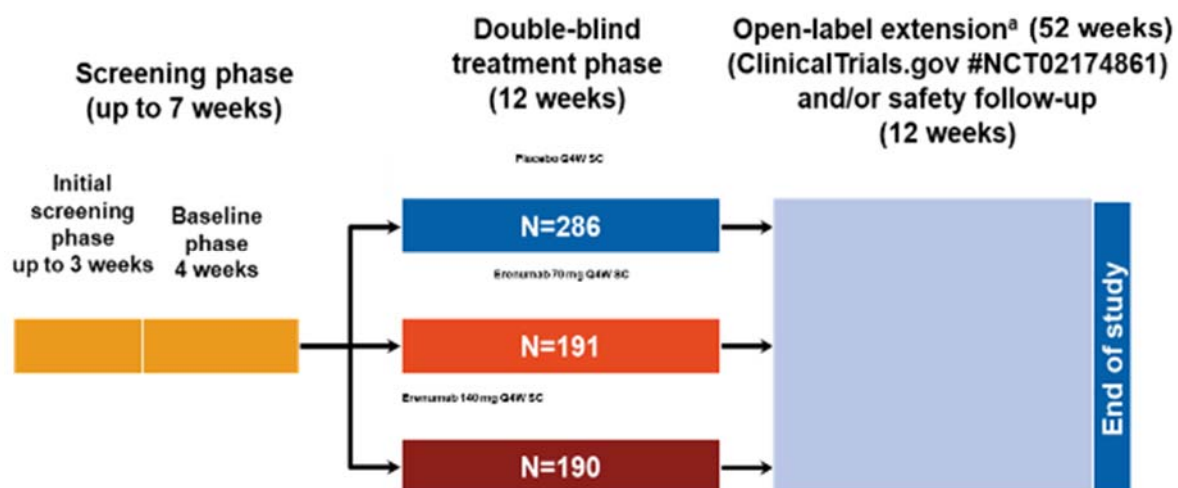 Screening phase
(up to 7 weeks)
Double-blind
treatment phase
(12 weeks)
Open-label extensionᵃ (52 weeks)
(ClinicalTrials.gov #NCT02174861)
and/or safety follow-up
(12 weeks)
Initial
screening
phase
up to 3 weeks
Baseline
phase
4 weeks
Placebo Q4W SC
N=286
Erenumab 70 mg Q4W SC
N=191
Erenumab 140 mg Q4W SC
N=190
End of study